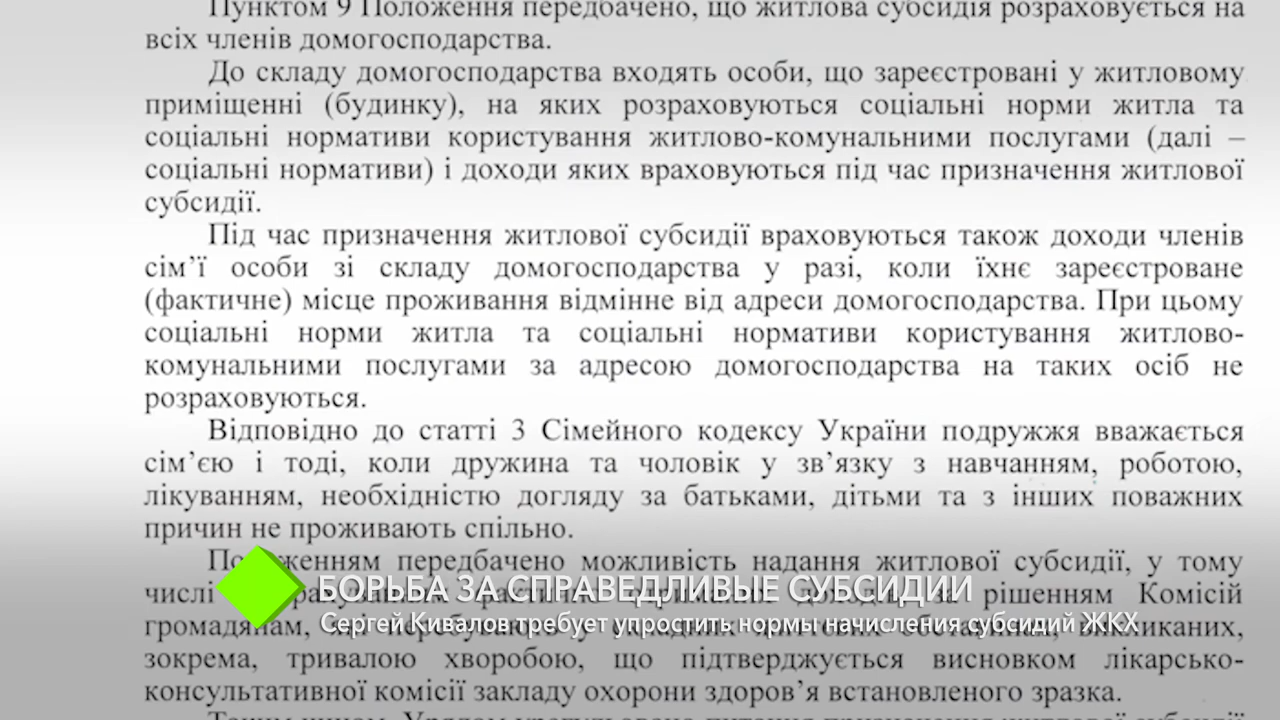 Пунктом 9 Положення передбачено, що житлова субсидія розраховується на
всіх членів домогосподарства.
До складу домогосподарства входять особи, що зареєстровані у житловому
приміщенні (будинку), на яких розраховуються соціальні норми житла та
соціальні нормативи користування житлово-комунальними послугами (далі –
соціальні нормативи) і доходи яких враховуються під час призначення житлової
субсидії.
Під час призначення житлової субсидії враховуються також доходи членів
сім’ї особи зі складу домогосподарства у разі, коли їхнє зареєстроване
(фактичне) місце проживання відмінне від адреси домогосподарства. При цьому
соціальні норми житла та соціальні нормативи користування житлово-
комунальними послугами за адресою домогосподарства на таких осіб не
розраховуються.
Відповідно до статті 3 Сімейного кодексу України подружжя вважається
сім’єю і тоді, коли дружина та чоловік у зв’язку з навчанням, роботою,
лікуванням, необхідністю догляду за батьками, дітьми та з інших поважних
причин не проживають спільно.
передбачено можливість надання житлової субсидії, у тому
БОРЬБА ЗА СПРАВЕДЛИВЫЕ СУБСИДИИ
числі рішенням Комісій
Сергей Кивалов требует упростить нормы начисления субсидий ЖКХ
громадянам,
зокрема, тривалою хворобою, що підтверджується висновком лікарсько-
консультативної комісії закладу охорони здоров’я встановленого зразка.